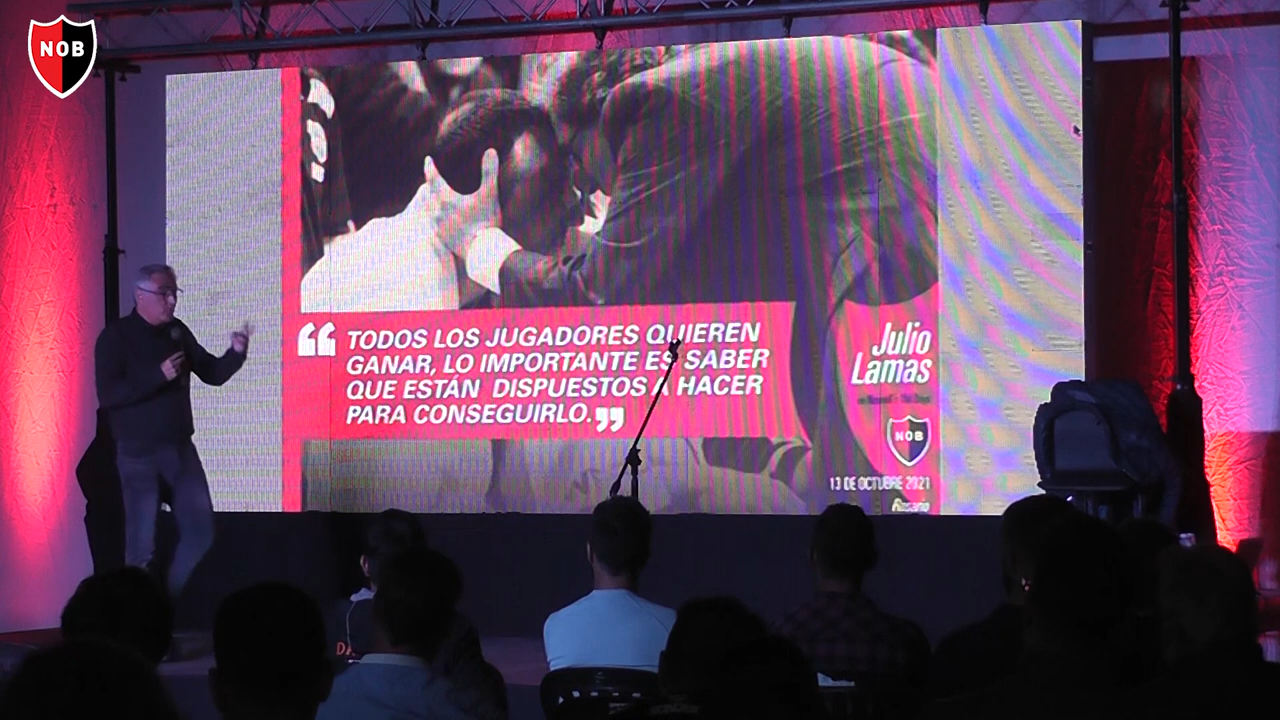 NOB
“ TODOS LOS JUGADORES QUIEREN
GANAR, LO IMPORTANTE ES SABER
QUE ESTÁN DISPUESTOS A HACER
PARA CONSEGUIRLO.”
Julio
Lamas
NOB
13 DE OCTUBRE 2021
Rosario